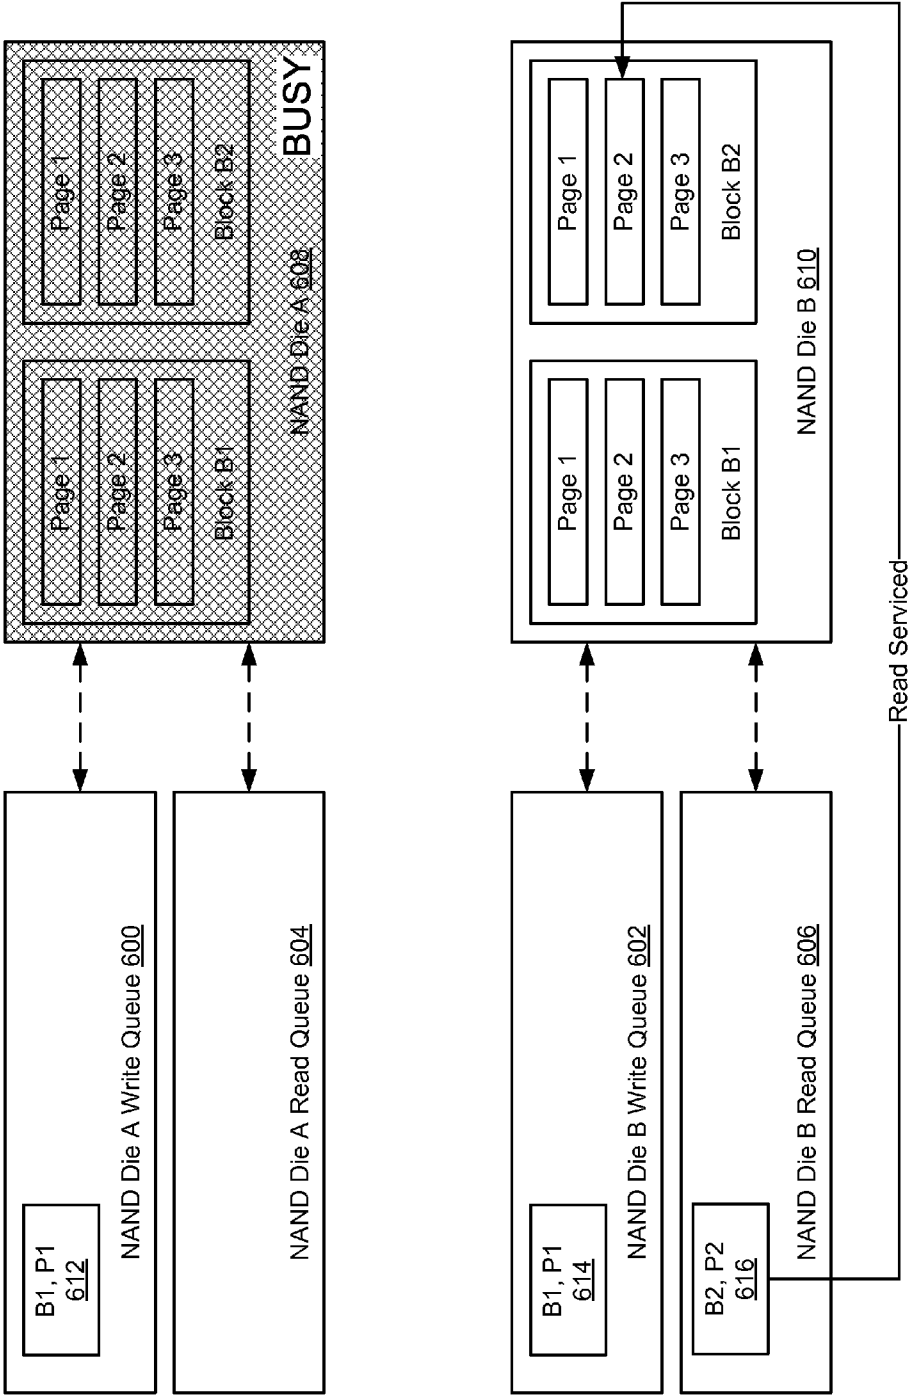 B1, P1
612
NAND Die A Write Queue 600
NAND Die A Read Queue 604
Page 1
Page 2
Page 3
Block B1
Page 1
Page 2
Page 3
Block B2
NAND Die A 608
BUSY
B1, P1
614
NAND Die B Write Queue 602
B2, P2
616
NAND Die B Read Queue 606
Page 1
Page 2
Page 3
Block B1
Page 1
Page 2
Page 3
Block B2
NAND Die B 610
Read Serviced